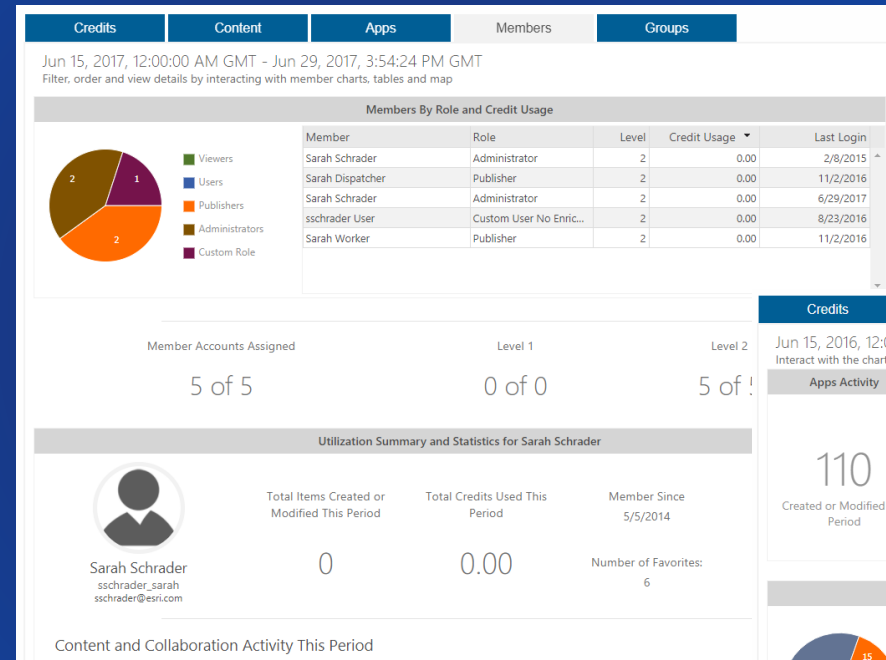 Credits Content Apps Members Groups
Jun 15, 2017, 12:00:00 AM GMT - Jun 29, 2017, 3:54:24 PM GMT
Filter, order and view details by interacting with member charts, tables and map
Members By Role and Credit Usage
2
1
2
Viewers
Users
Publishers
Administrators
Custom Role
Member Role Level Credit Usage Last Login
Sarah Schrader Administrator 2 0.00 2/8/2015
Sarah Dispatcher Publisher 2 0.00 11/2/2016
Sarah Schrader Administrator 2 0.00 6/29/2017
sschrader User Custom User No Enric... 2 0.00 8/23/2016
Sarah Worker Publisher 2 0.00 11/2/2016
Member Accounts Assigned Level 1 Level 2
5 of 5 0 of 0 5 of
Utilization Summary and Statistics for Sarah Schrader
Sarah Schrader
sschrader_sarah
sschrader@esri.com
Total Items Created or
Modified This Period
0
Total Credits Used This
Period
0.00
Member Since
5/5/2014
Number of Favorites:
6
Content and Collaboration Activity This Period
Credits
Jun 15, 2016, 12:0
Interact with the chart
Apps Activity
110
Created or Modified
Period
15